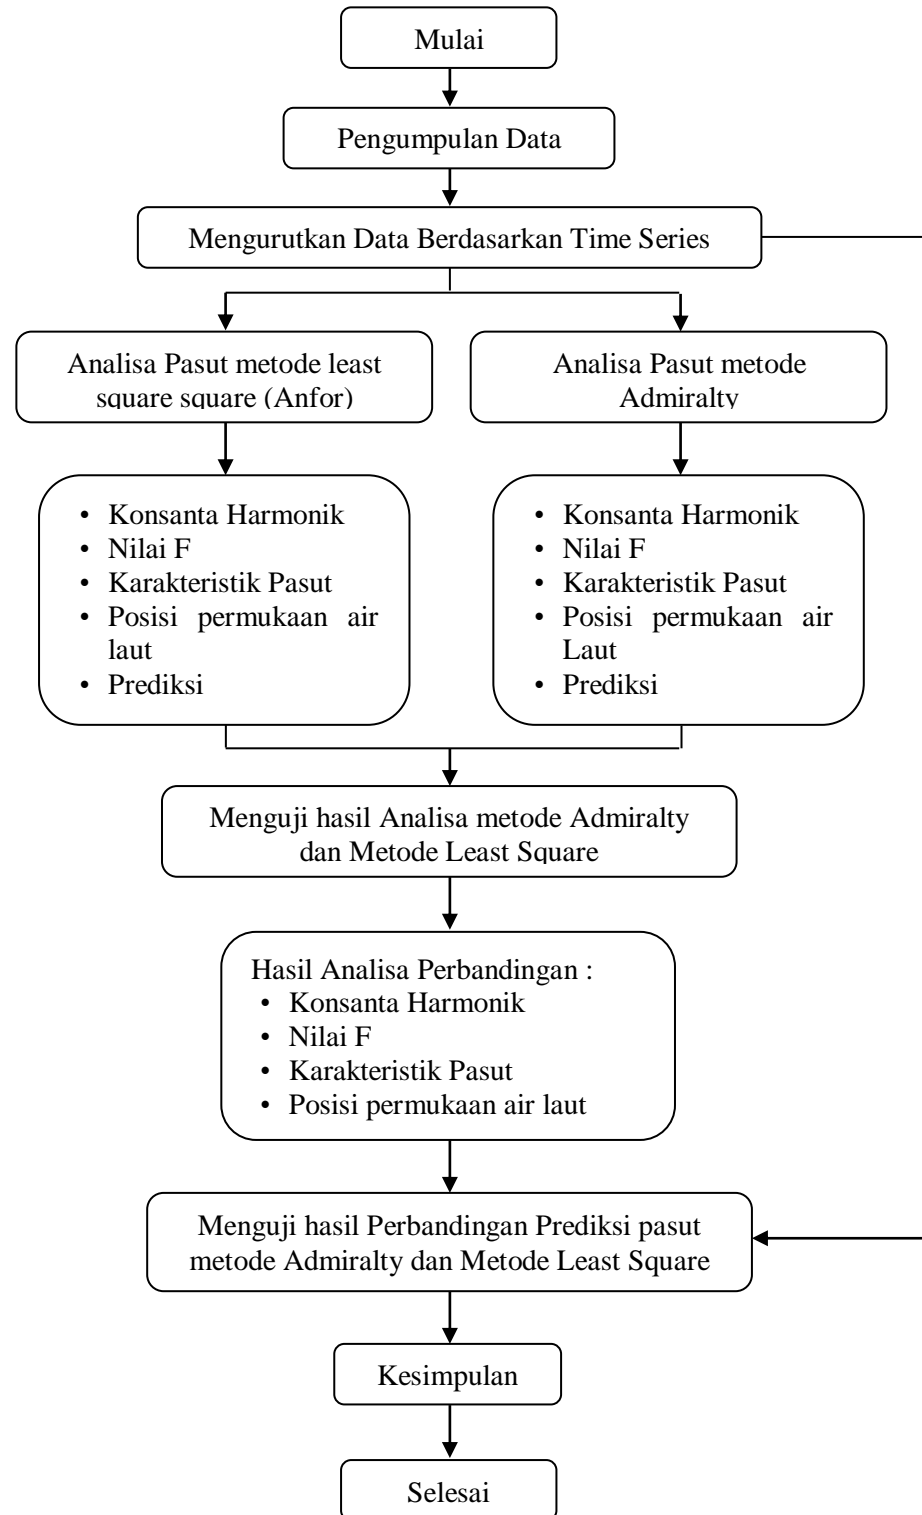 Mulai
Pengumpulan Data
Mengurutkan Data Berdasarkan Time Series
Analisa Pasut metode least
square square (Anfor)
Analisa Pasut metode
Admiralty
• Konsanta Harmonik
• Nilai F
• Karakteristik Pasut
• Posisi permukaan air
laut
• Prediksi
• Konsanta Harmonik
• Nilai F
• Karakteristik Pasut
• Posisi permukaan air
Laut
• Prediksi
Menguji hasil Analisa metode Admiralty
dan Metode Least Square
Hasil Analisa Perbandingan :
• Konsanta Harmonik
• Nilai F
• Karakteristik Pasut
• Posisi permukaan air laut
Menguji hasil Perbandingan Prediksi pasut
metode Admiralty dan Metode Least Square
Kesimpulan
Selesai